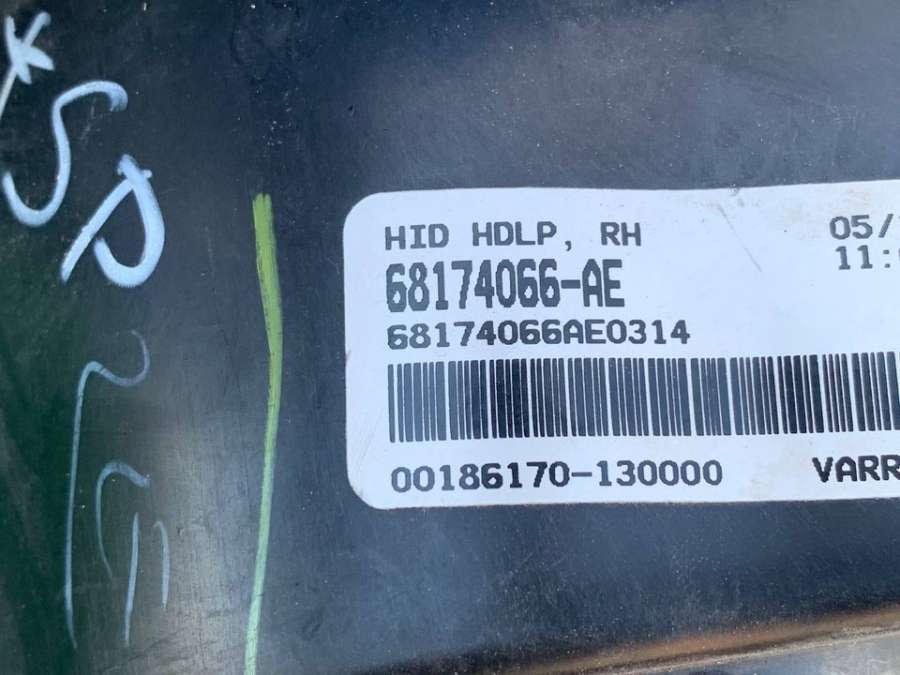 HID HDLP, RH
05/
68174066-AE
11:
68174066AE0314
00186170-130000
VARR